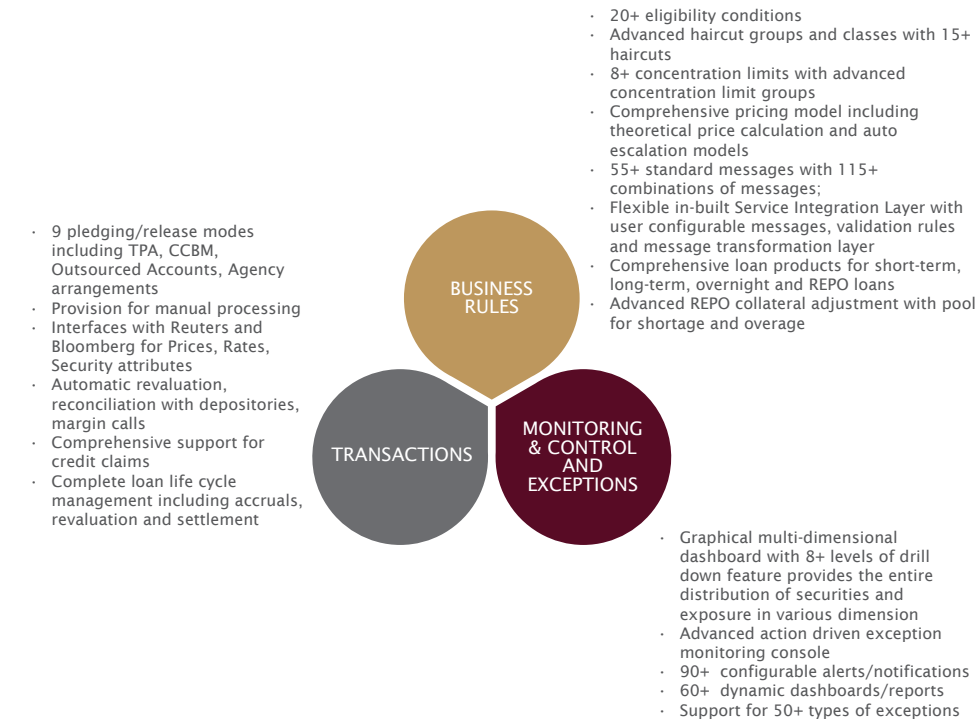 · 20+ eligibility conditions
· Advanced haircut groups and classes with 15+
haircuts
· 8+ concentration limits with advanced
concentration limit groups
· Comprehensive pricing model including
theoretical price calculation and auto
escalation models
· 55+ standard messages with 115+
combinations of messages;
· Flexible in-built Service Integration Layer with
user configurable messages, validation rules
and message transformation layer
· Comprehensive loan products for short-term,
long-term, overnight and REPO loans
· Advanced REPO collateral adjustment with pool
for shortage and overage
BUSINESS
RULES
· 9 pledging/release modes
including TPA, CCBM,
Outsourced Accounts, Agency
arrangements
· Provision for manual processing
· Interfaces with Reuters and
Bloomberg for Prices, Rates,
Security attributes
· Automatic revaluation,
reconciliation with depositories,
margin calls
· Comprehensive support for
credit claims
· Complete loan life cycle
management including accruals,
revaluation and settlement
TRANSACTIONS
MONITORING
& CONTROL
AND
EXCEPTIONS
· Graphical multi-dimensional
dashboard with 8+ levels of drill
down feature provides the entire
distribution of securities and
exposure in various dimension
· Advanced action driven exception
monitoring console
· 90+ configurable alerts/notifications
· 60+ dynamic dashboards/reports
· Support for 50+ types of exceptions